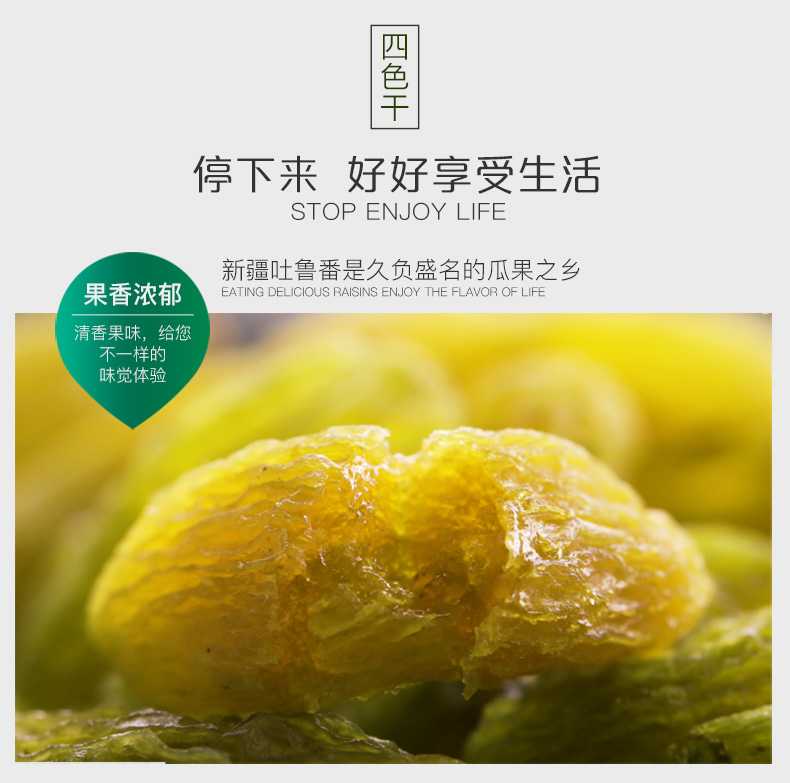 四色干
停下来 好好享受生活
STOP ENJOY LIFE
新疆吐鲁番是久负盛名的瓜果之乡
EATING DELICIOUS RAISINS ENJOY THE FLAVOR OF LIFE
果香浓郁
清香果味，给您
不一样的
味觉体验